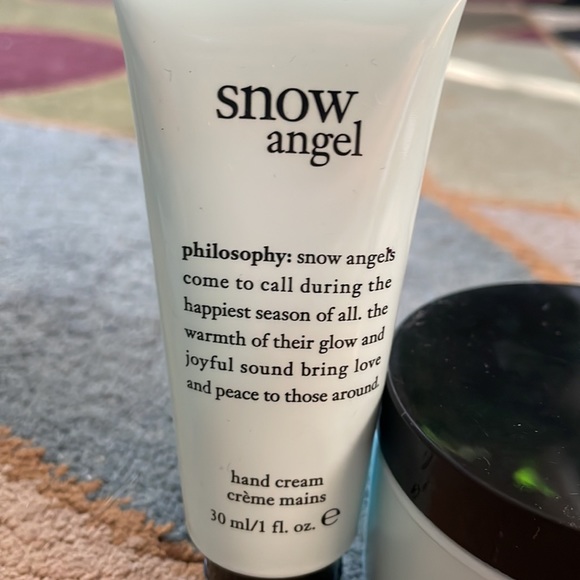 snow
angel
philosophy: snow angels
come to call during the
happiest season of all. the
warmth of their glow and
joyful sound bring love
and peace to those around.
hand cream
crème mains
30 ml/1 fl. oz. ℮